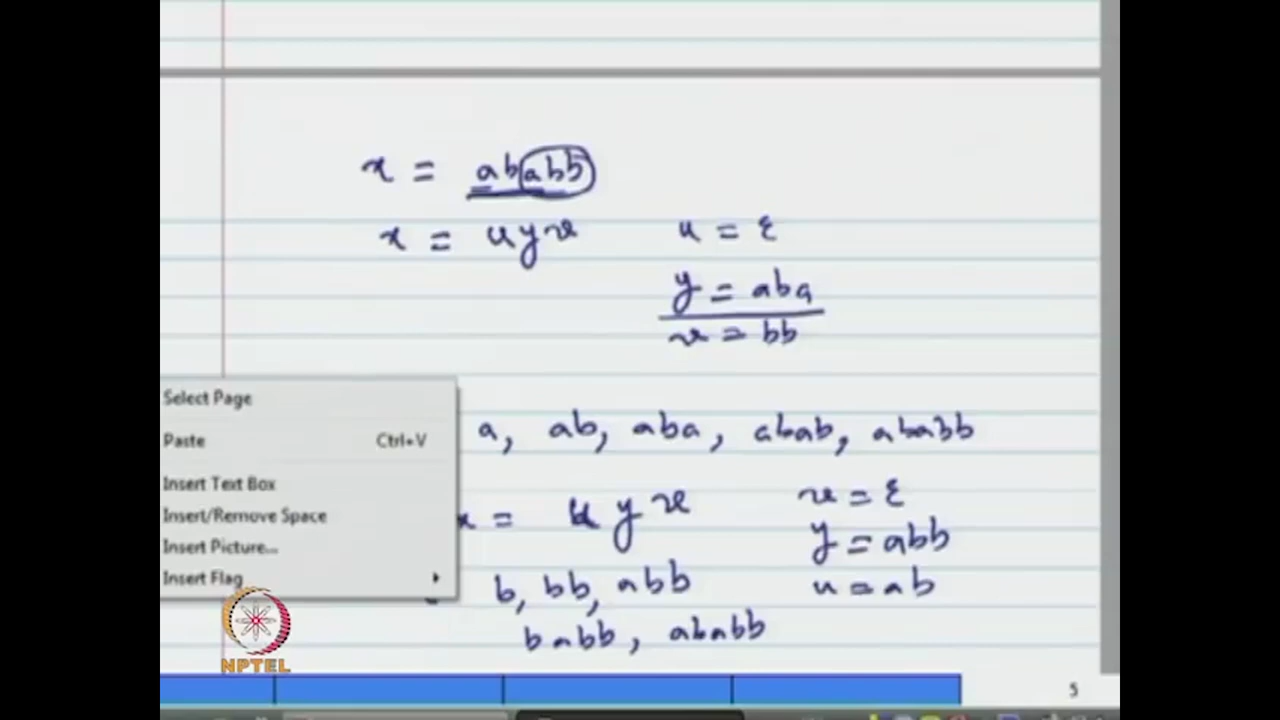 x = ababb
x = uyv u = ε
y = aba
v = bb
Select Page
a, ab, aba, abab, ababb
Paste Ctrl+V
Insert Text Box
x = uyv v = ε
Insert/Remove Space
y = abb
Insert Picture...
Insert Flag
b, bb, abb u = ab
babb, ababb
NPTEL
5